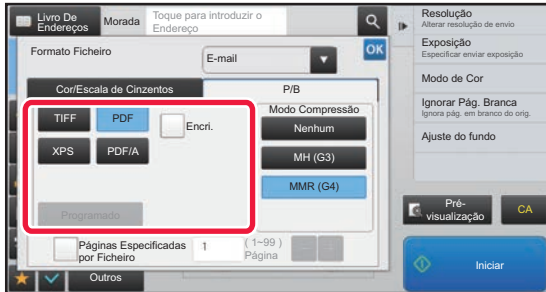 Livro De
Endereços
Morada
Toque para introduzir o
Endereço
Formato Ficheiro
E-mail
OK
Cor/Escala de Cinzentos
P/B
TIFF
PDF
Encri.
XPS
PDF/A
Programado
Modo Compressão
Nenhum
MH (G3)
MMR (G4)
Páginas Especificadas
por Ficheiro
1
( 1~99 )
Página
Outros
Resolução
Alterar resolução de envio
Exposição
Especificar enviar exposição
Modo de Cor
Ignorar Pág. Branca
Ignora pág. em branco do orig.
Ajuste do fundo
Pré-
visualização
CA
Iniciar